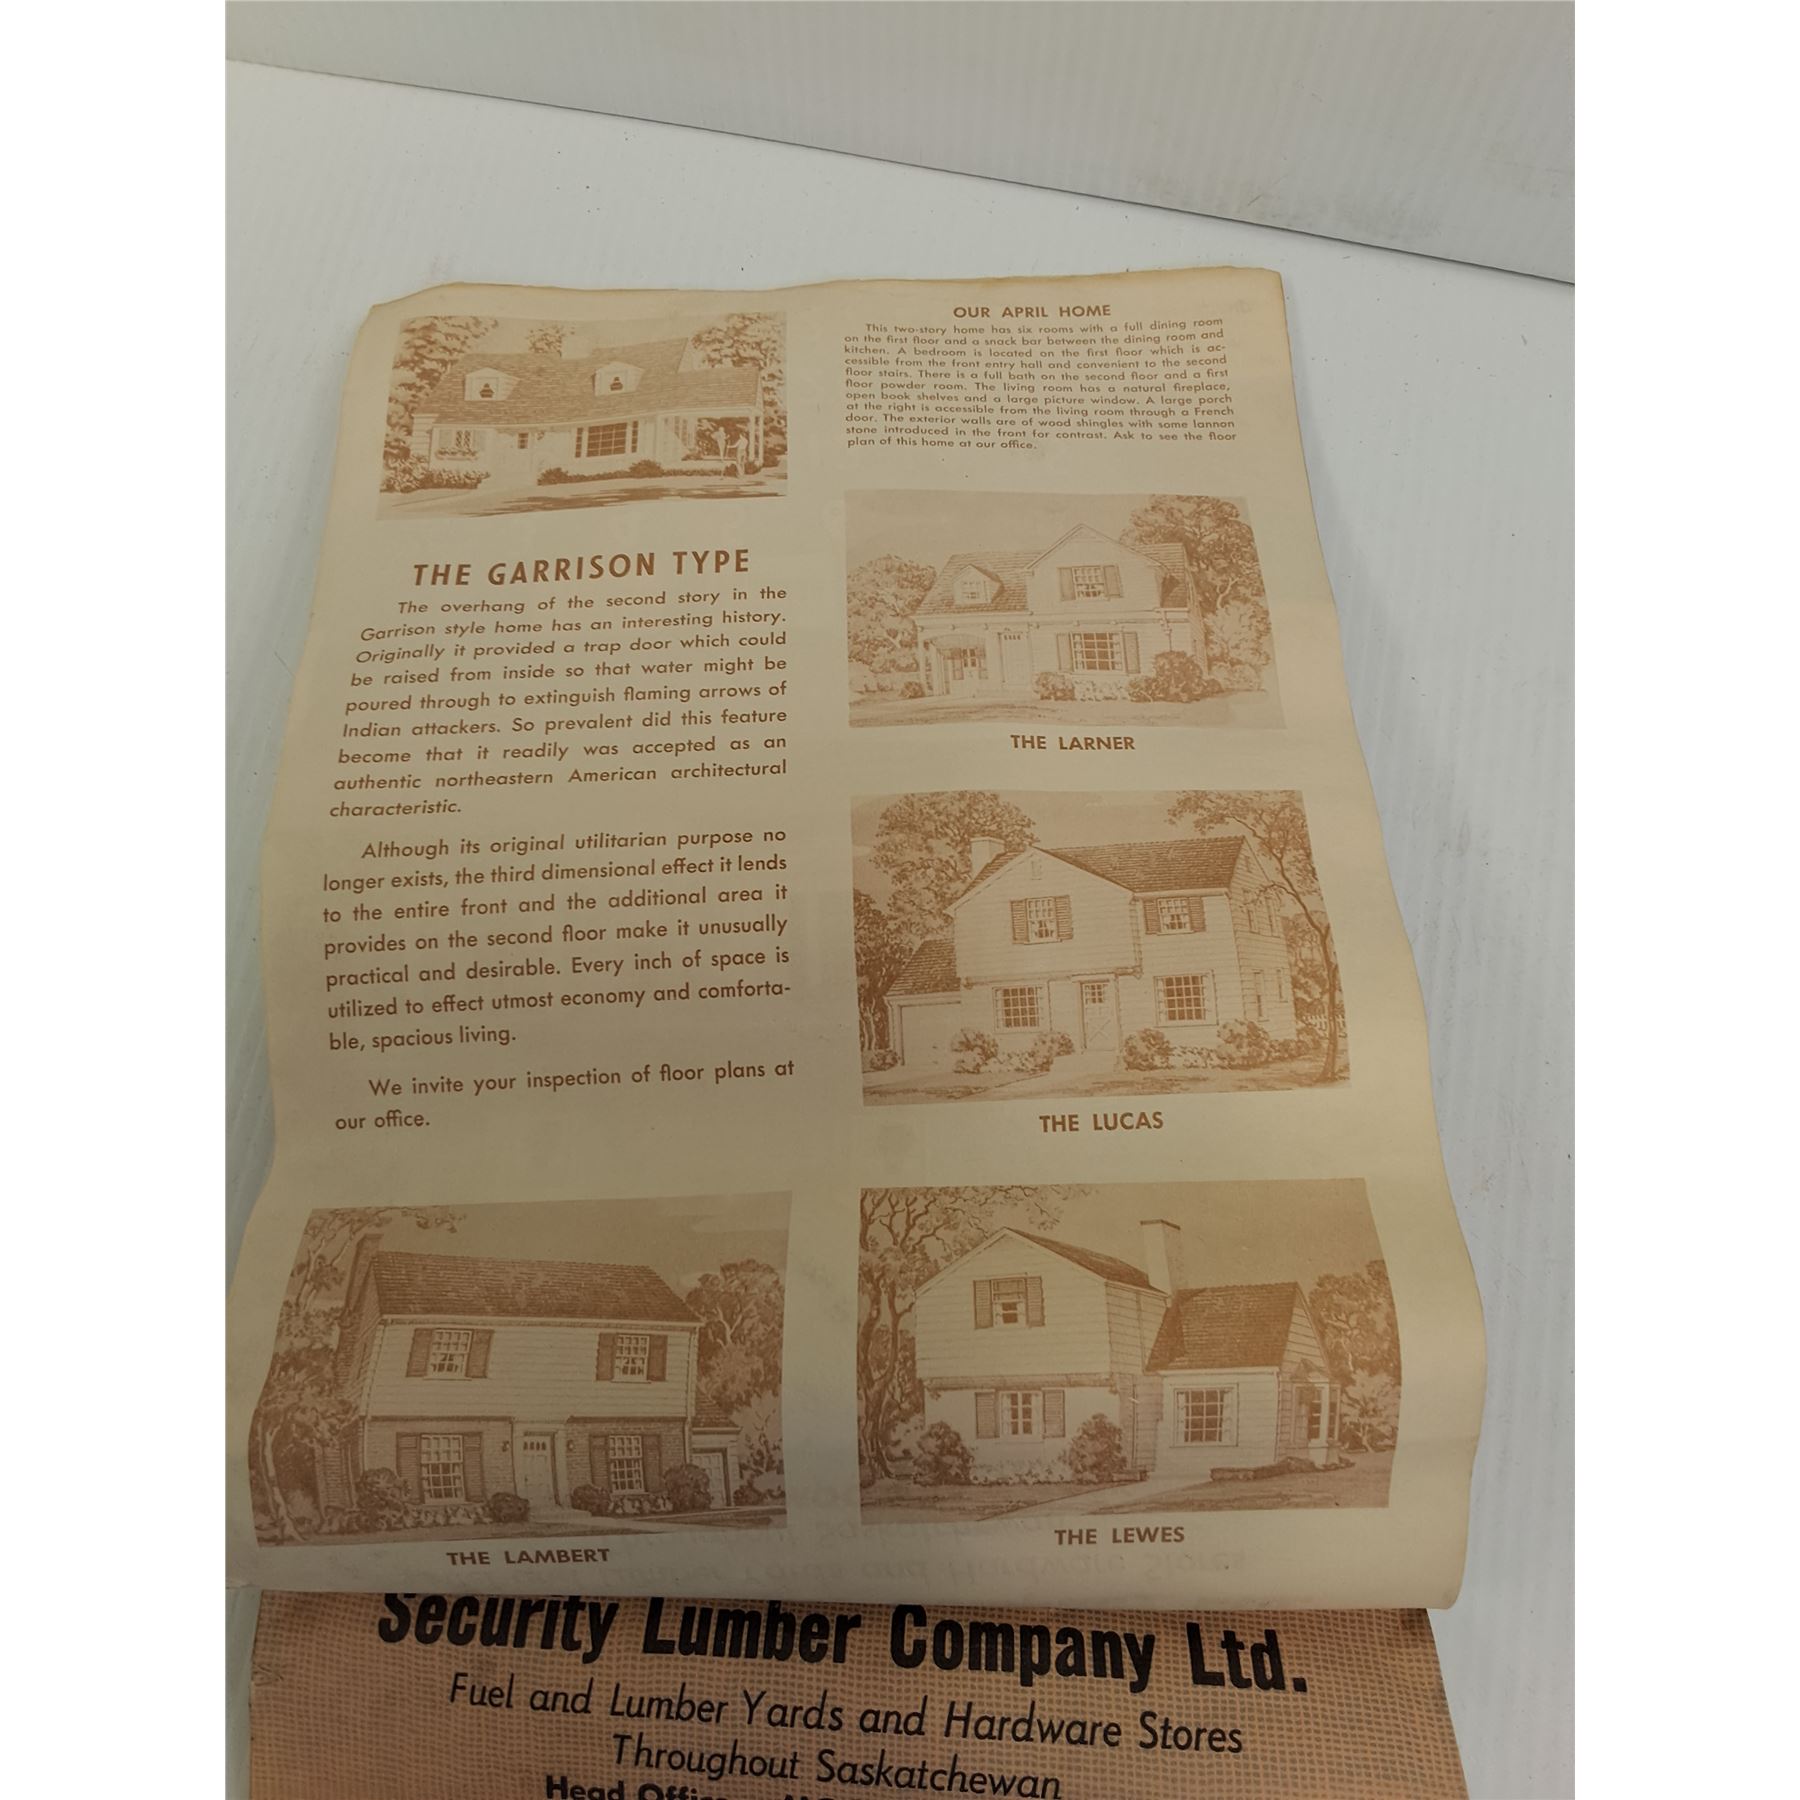 OUR APRIL HOME
This two-story home has six rooms with a full dining room
on the first floor and a snack bar between the dining room and
kitchen. A bedroom is located on the first floor which is ac-
cessible from the front entry hall and convenient to the second
floor stairs. There is a full bath on the second floor and a first
floor powder room. The living room has a natural fireplace,
open book shelves and a large picture window. A large porch
at the right is accessible from the living room through a French
door. The exterior walls are of wood shingles with some lannon
stone introduced in the front for contrast. Ask to see the floor
plan of this home at our office.
THE GARRISON TYPE
The overhang of the second story in the
Garrison style home has an interesting history.
Originally it provided a trap door which could
be raised from inside so that water might be
poured through to extinguish flaming arrows of
Indian attackers. So prevalent did this feature
become that it readily was accepted as an
authentic northeastern American architectural
characteristic.
Although its original utilitarian purpose no
longer exists, the third dimensional effect it lends
to the entire front and the additional area it
provides on the second floor make it unusually
practical and desirable. Every inch of space is
utilized to effect utmost economy and comforta-
ble, spacious living.
We invite your inspection of floor plans at
our office.
THE LARNER
THE LUCAS
THE LAMBERT
THE LEWES
Security Lumber Company Ltd.
Fuel and Lumber Yards and Hardware Stores
Throughout Saskatchewan
Head Office